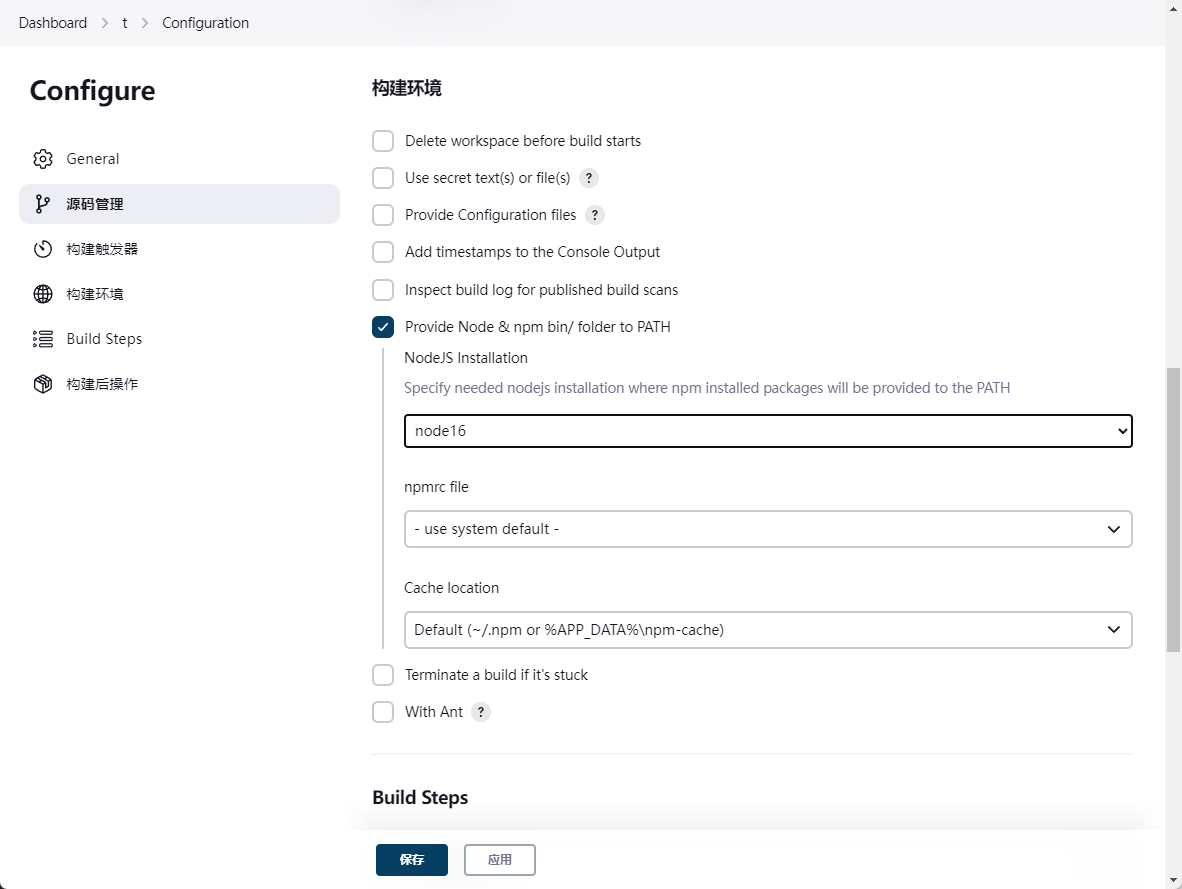 Dashboard > t > Configuration
Configure
General
源码管理
构建触发器
构建环境
Build Steps
构建后操作
构建环境
Delete workspace before build starts
Use secret text(s) or file(s) ?
Provide Configuration files ?
Add timestamps to the Console Output
Inspect build log for published build scans
Provide Node & npm bin/ folder to PATH
NodeJS Installation
Specify needed nodejs installation where npm installed packages will be provided to the PATH
node16
npmrc file
- use system default -
Cache location
Default (~/.npm or %APP_DATA%\npm-cache)
Terminate a build if it's stuck
With Ant ?
Build Steps
保存 应用